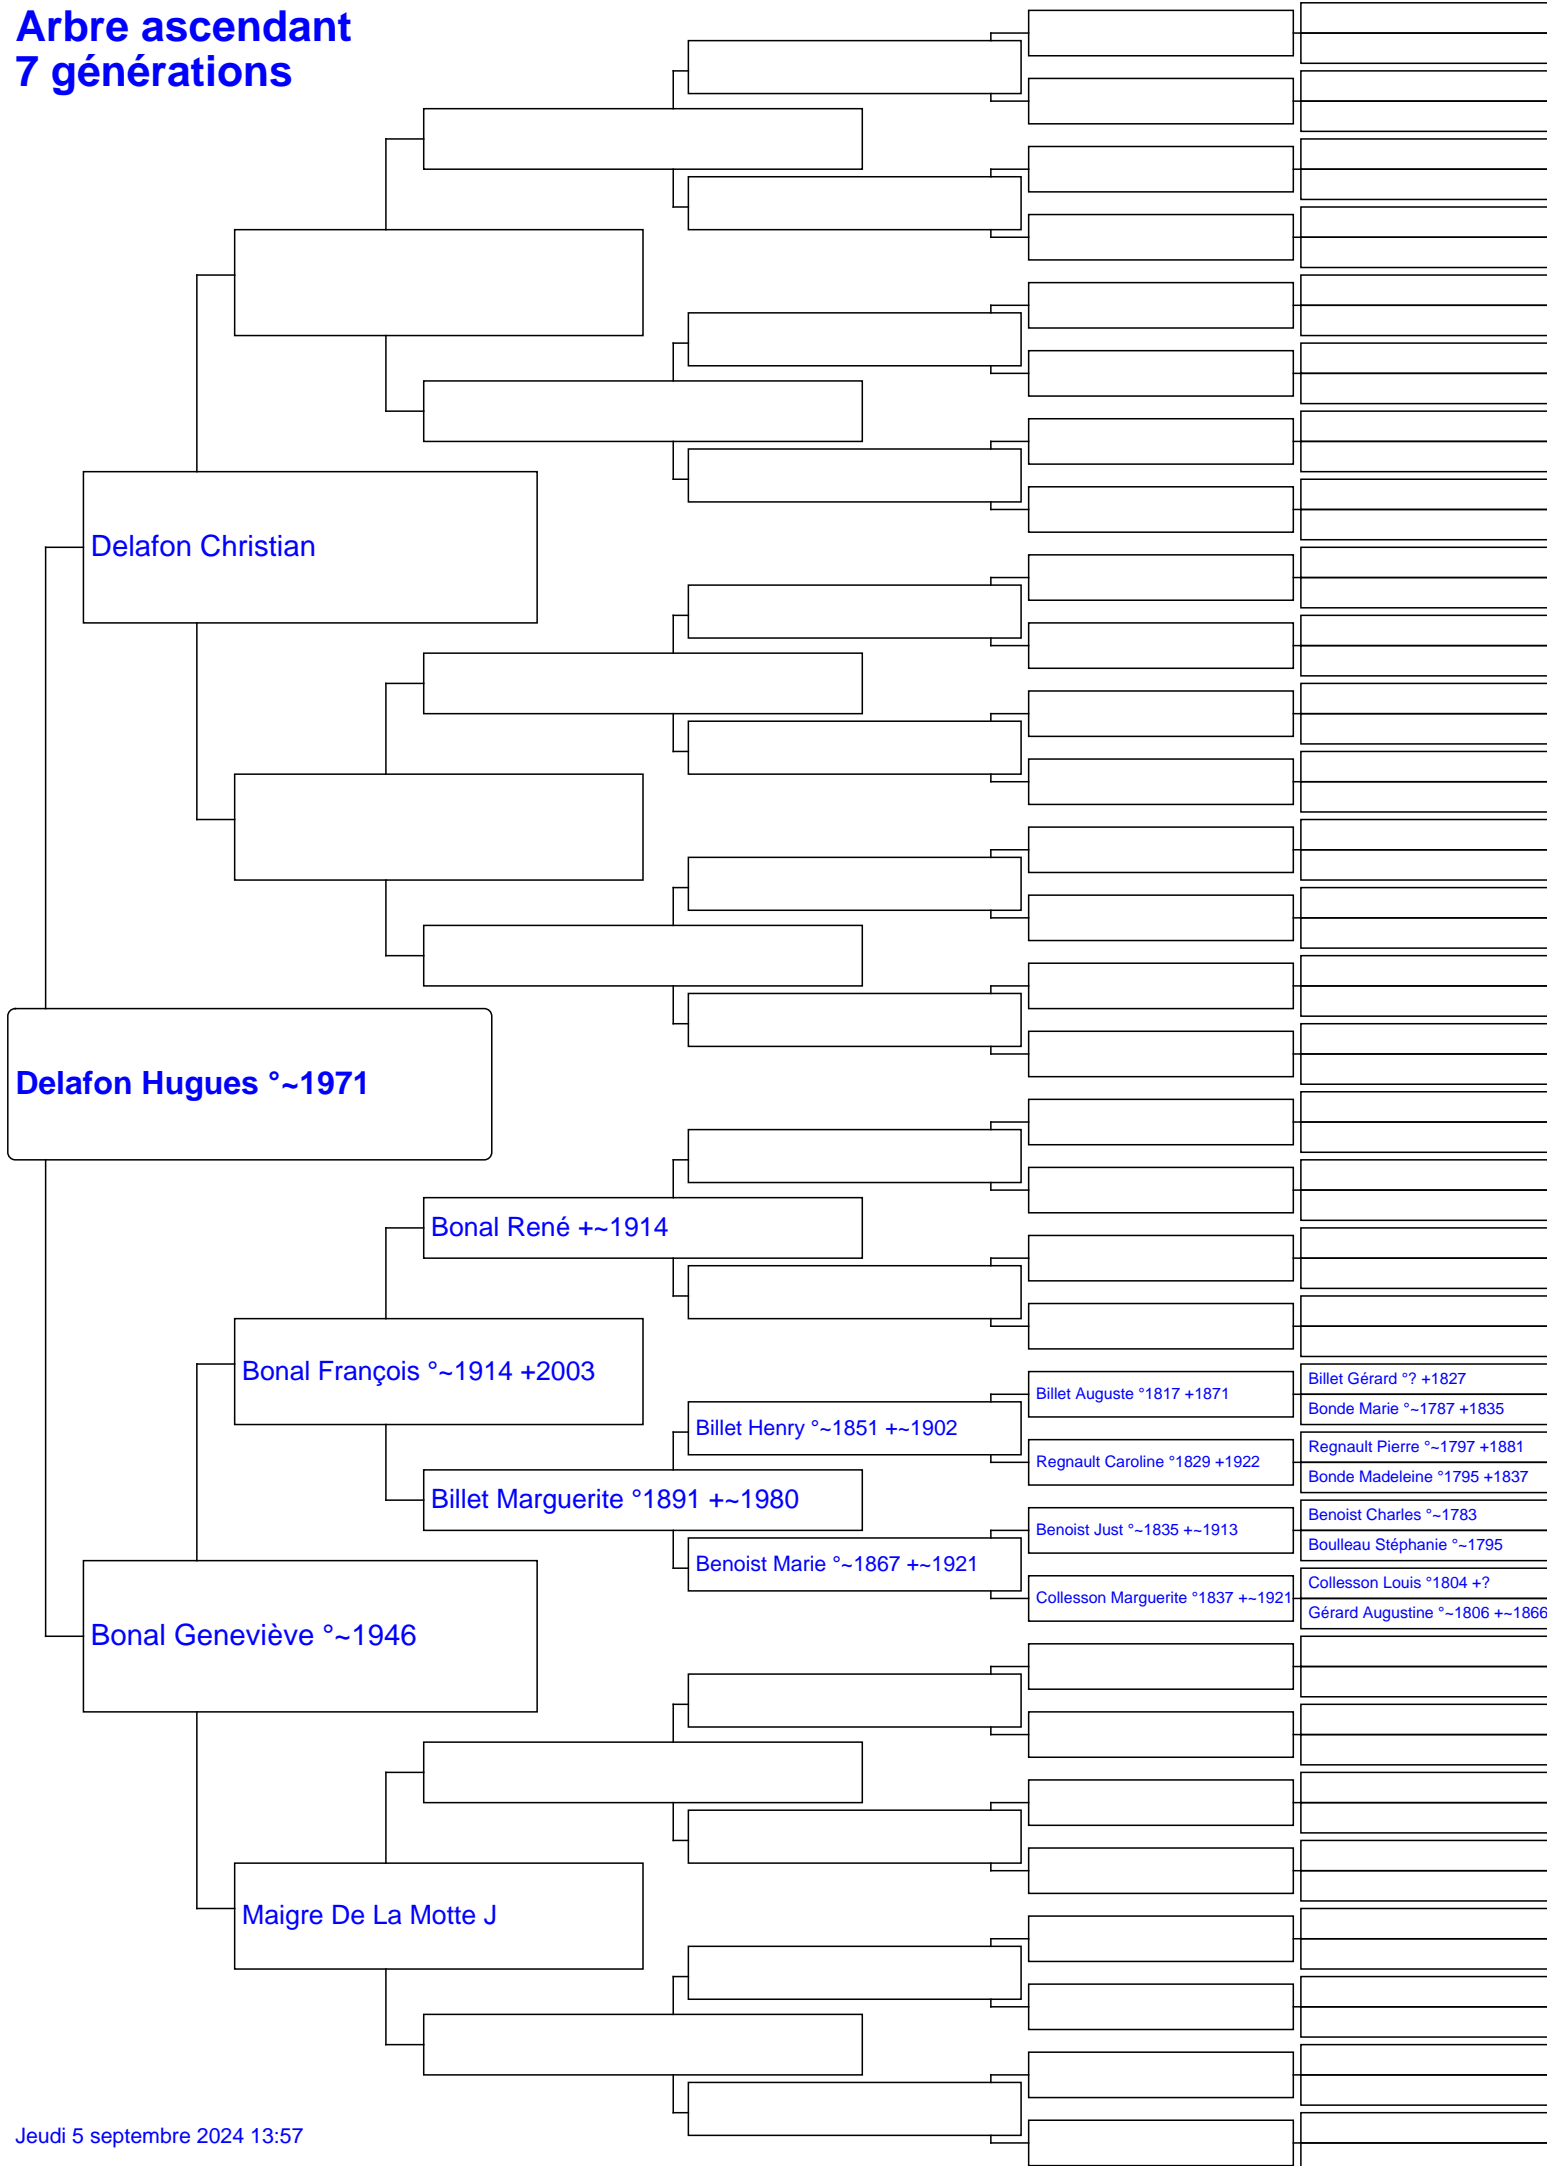 Arbre ascendant
7 générations
Delafon Christian
Delafon Hugues °~1971
Bonal René +~1914
Bonal François °~1914 +2003
Billet Auguste °1817 +1871
Billet Gérard °? +1827
Bonde Marie °~1787 +1835
Billet Henry °~1851 +~1902
Regnault Caroline °1829 +1922
Regnault Pierre °~1797 +1881
Bonde Madeleine °1795 +1837
Billet Marguerite °1891 +~1980
Benoist Just °~1835 +~1913
Benoist Charles °~1783
Boulleau Stéphanie °~1795
Benoist Marie °~1867 +~1921
Collesson Marguerite °1837 +~1921
Collesson Louis °1804 +?
Gérard Augustine °~1806 +~1866
Bonal Geneviève °~1946
Maigre De La Motte J
Jeudi 5 septembre 2024 13:57